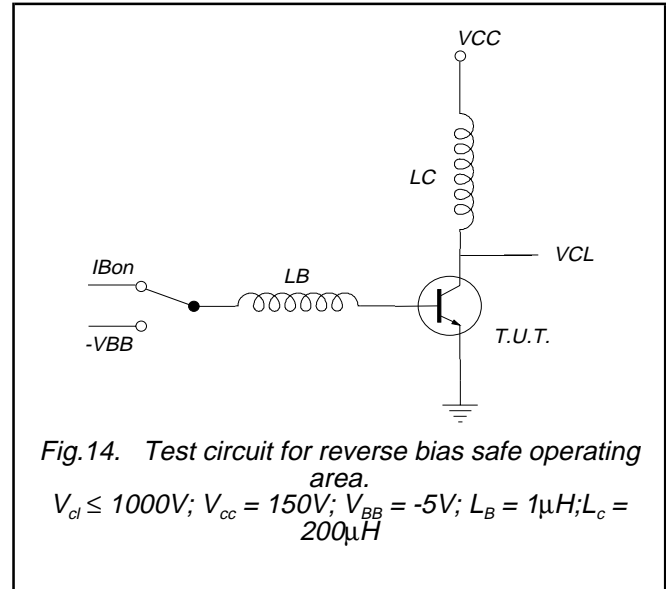 VCC
LC
IBon
LB
VCL
-VBB
T.U.T.
Fig.14. Test circuit for reverse bias safe operating
area.
Vcl ≤ 1000V; Vcc = 150V; VBB = -5V; LB = 1μH;Lc =
200μH